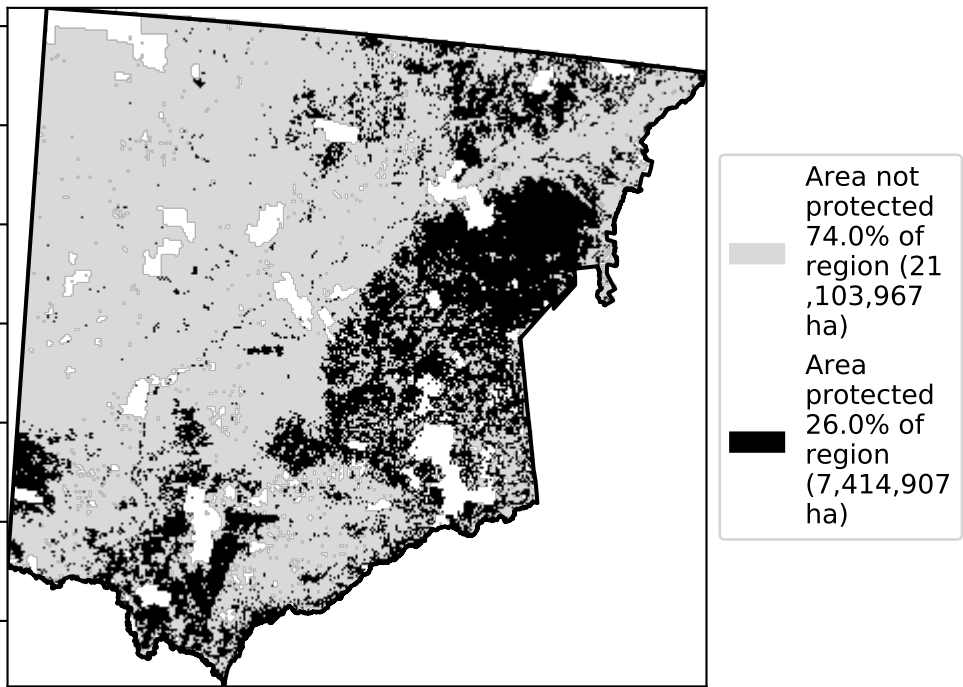 Area not
protected
74.0% of
region (21
,103,967
ha)
Area
protected
26.0% of
region
(7,414,907
ha)